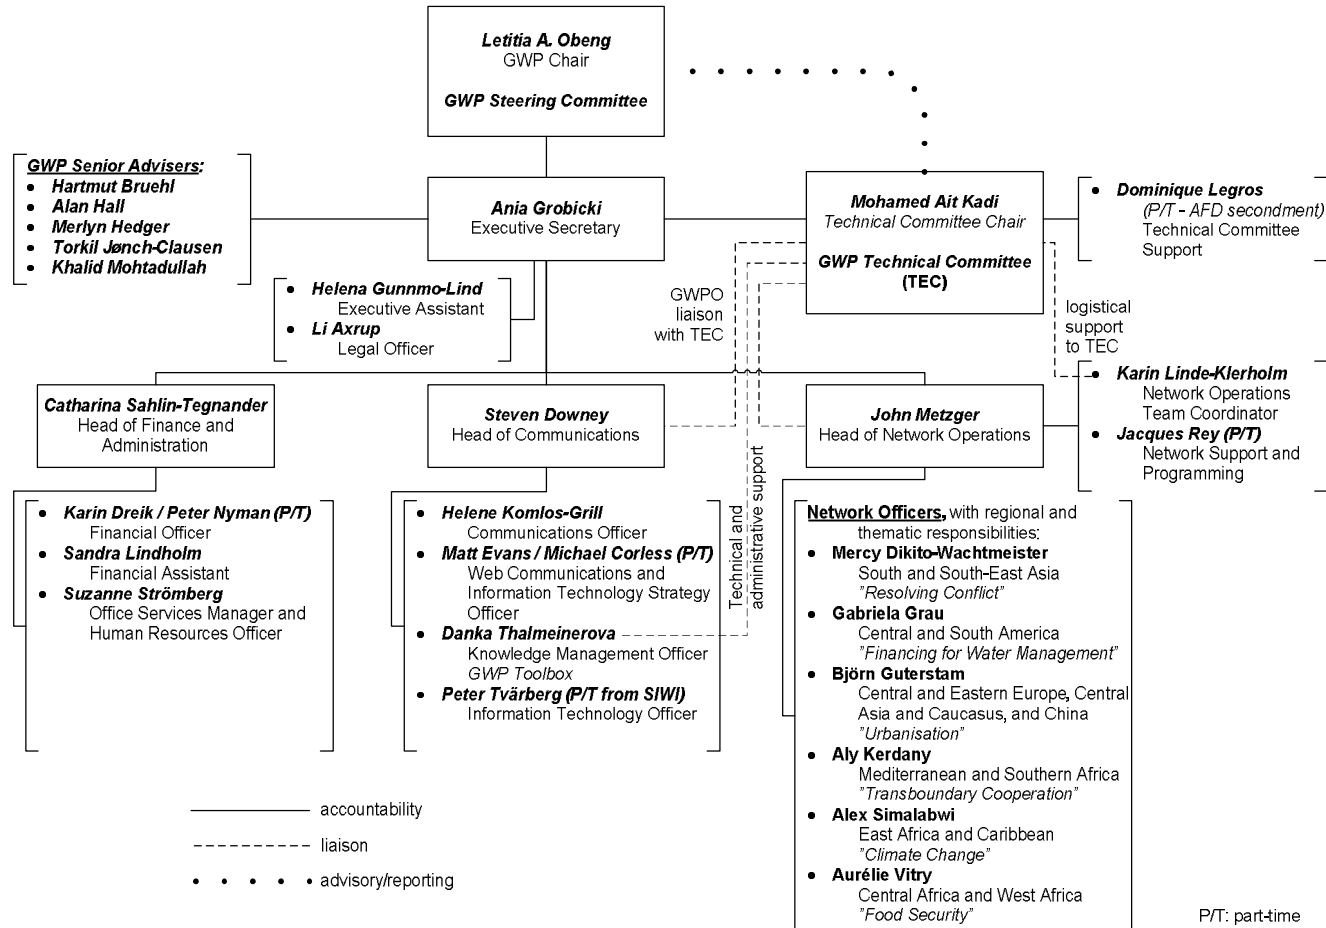 Letitia A. Obeng
GWP Chair
GWP Steering Committee
GWP Senior Advisers:
• Hartmut Bruehl
• Alan Hall
• Merlyn Hedger
• Torkil Jønch-Clausen
• Khalid Mohtadullah
Ania Grobicki
Executive Secretary
Mohamed Ait Kadi
Technical Committee Chair
GWP Technical Committee
(TEC)
• Dominique Legros
(P/T - AFD secondment)
Technical Committee
Support
• Helena Gunnmo-Lind
Executive Assistant
• Li Axrup
Legal Officer
GWPO
liaison
with TEC
logistical
support
to TEC
Catharina Sahlin-Tegnander
Head of Finance and
Administration
Steven Downey
Head of Communications
John Metzger
Head of Network Operations
• Karin Linde-Klerholm
Network Operations
Team Coordinator
• Jacques Rey (P/T)
Network Support and
Programming
• Karin Dreik / Peter Nyman (P/T)
Financial Officer
• Sandra Lindholm
Financial Assistant
• Suzanne Strömberg
Office Services Manager and
Human Resources Officer
• Helene Komlos-Grill
Communications Officer
• Matt Evans / Michael Corless (P/T)
Web Communications and
Information Technology Strategy
Officer
• Danka Thalmeinerova
Knowledge Management Officer
GWP Toolbox
• Peter Tvärberg (P/T from SIWI)
Information Technology Officer
Technical and
administrative support
Network Officers, with regional and
thematic responsibilities:
• Mercy Dikito-Wachtmeister
South and South-East Asia
"Resolving Conflict"
• Gabriela Grau
Central and South America
"Financing for Water Management"
• Björn Guterstam
Central and Eastern Europe, Central
Asia and Caucasus, and China
"Urbanisation"
• Aly Kerdany
Mediterranean and Southern Africa
"Transboundary Cooperation"
• Alex Simalabwi
East Africa and Caribbean
"Climate Change"
• Aurélie Vitry
Central Africa and West Africa
"Food Security"
accountability
liaison
advisory/reporting
P/T: part-time